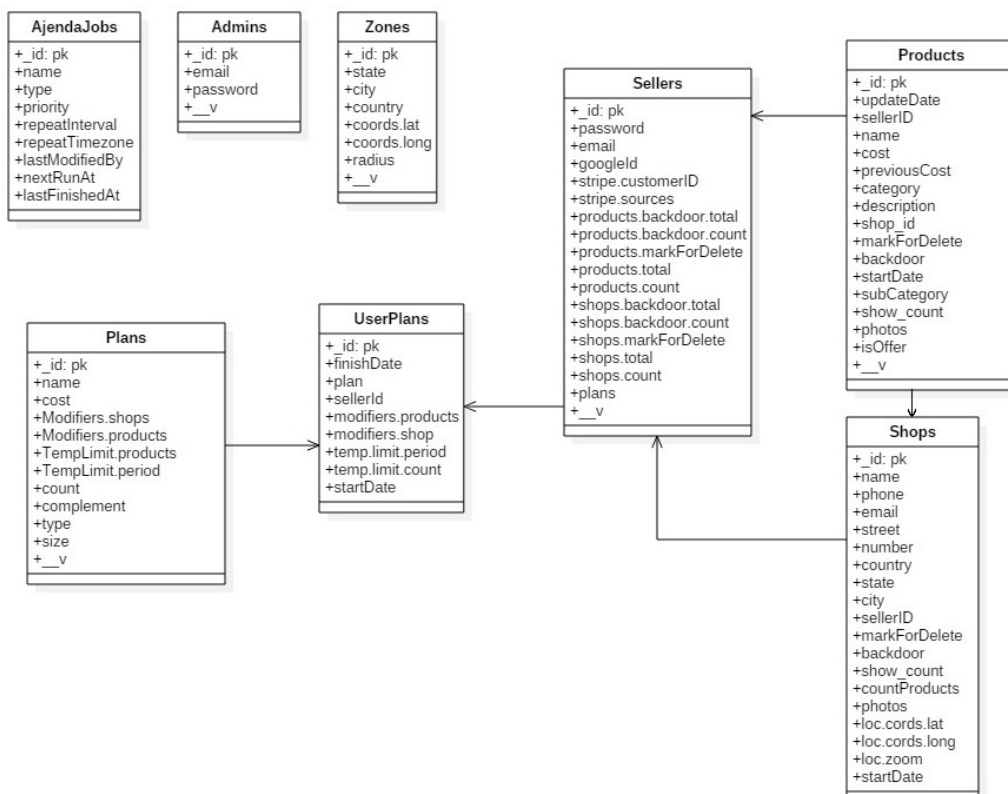 AjendaJobs
+_id: pk
+name
+type
+priority
+repeatInterval
+repeatTimezone
+lastModifiedBy
+nextRunAt
+lastFinishedAt
Admins
+_id: pk
+email
+password
+__v
Zones
+_id: pk
+state
+city
+country
+coords.lat
+coords.long
+radius
+__v
Sellers
+_id: pk
+password
+email
+googleId
+stripe.customerID
+stripe.sources
+products.backdoor.total
+products.backdoor.count
+products.markForDelete
+products.total
+products.count
+shops.backdoor.total
+shops.backdoor.count
+shops.markForDelete
+shops.total
+shops.count
+plans
+__v
Products
+_id: pk
+updateDate
+sellerID
+name
+cost
+previousCost
+category
+description
+shop_id
+markForDelete
+backdoor
+startDate
+subCategory
+show_count
+photos
+isOffer
+__v
Plans
+_id: pk
+name
+cost
+Modifiers.shops
+Modifiers.products
+TempLimit.products
+TempLimit.period
+count
+complement
+type
+size
+__v
UserPlans
+_id: pk
+finishDate
+plan
+sellerId
+modifiers.products
+modifiers.shop
+temp.limit.period
+temp.limit.count
+startDate
Shops
+_id: pk
+name
+phone
+email
+street
+number
+country
+state
+city
+sellerID
+markForDelete
+backdoor
+show_count
+countProducts
+photos
+loc.cords.lat
+loc.cords.long
+loc.zoom
+startDate